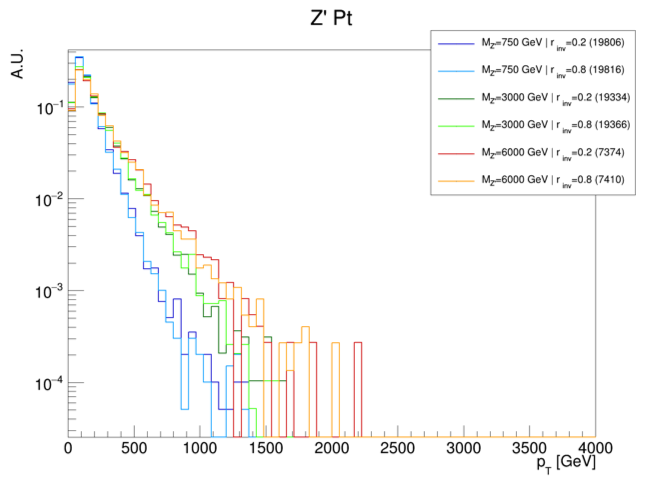 Z' Pt
A.U.
M_Z'=750 GeV | r_inv=0.2 (19806)
M_Z'=750 GeV | r_inv=0.8 (19816)
M_Z'=3000 GeV | r_inv=0.2 (19334)
M_Z'=3000 GeV | r_inv=0.8 (19366)
M_Z'=6000 GeV | r_inv=0.2 (7374)
M_Z'=6000 GeV | r_inv=0.8 (7410)
10^−1
10^−2
10^−3
10^−4
0 500 1000 1500 2000 2500 3000 3500 4000
p_T [GeV]